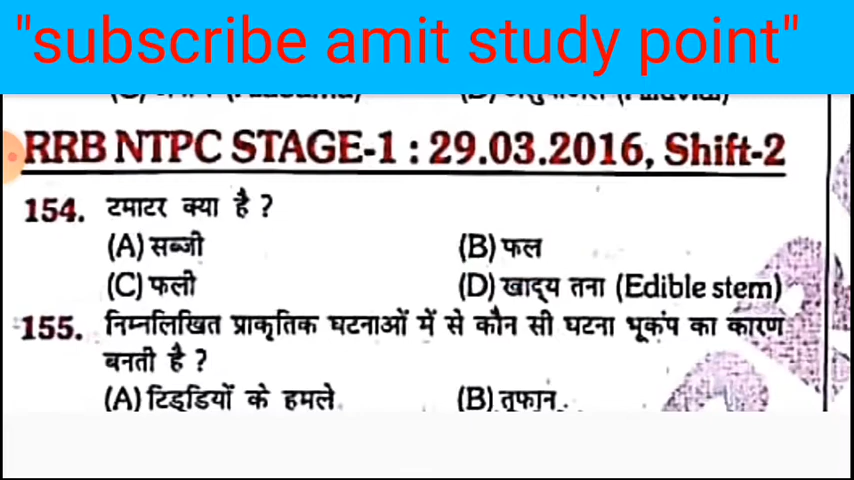 "subscribe amit study point"
RRB NTPC STAGE-1 : 29.03.2016, Shift-2
154. टमाटर क्या है ?
(A) सब्जी (B) फल
(C) फली (D) खाद्य तना (Edible stem)
155. निम्नलिखित प्राकृतिक घटनाओं में से कौन सी घटना भूकंप का कारण
बनती है ?
(A) टिड्डियों के हमले (B) तूफान